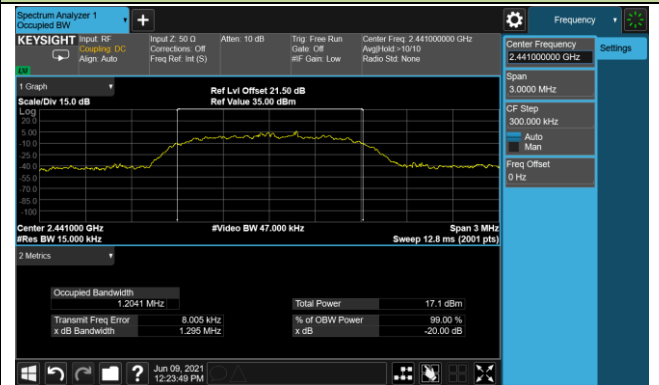 Spectrum Analyzer 1
Occupied BW
+
Frequency
KEYSIGHT
Input: RF
Coupling: DC
Align: Auto
Input Z: 50 Ω
Corrections: Off
Freq Ref: Int (S)
Atten: 10 dB
Trig: Free Run
Gate: Off
#IF Gain: Low
Center Freq: 2.441000000 GHz
Avg|Hold:>10/10
Radio Std: None
LXI
Center Frequency
2.441000000 GHz
Settings
Span
3.0000 MHz
CF Step
300.000 kHz
Auto
Man
Freq Offset
0 Hz
1 Graph
Scale/Div 15.0 dB
Ref Lvl Offset 21.50 dB
Ref Value 35.00 dBm
Log
20.0
5.00
-10.0
-25.0
-40.0
-55.0
-70.0
-85.0
-100
Center 2.441000 GHz
#Video BW 47.000 kHz
Span 3 MHz
#Res BW 15.000 kHz
Sweep 12.8 ms (2001 pts)
2 Metrics
Occupied Bandwidth
1.2041 MHz
Total Power 17.1 dBm
Transmit Freq Error 8.005 kHz
% of OBW Power 99.00 %
x dB Bandwidth 1.295 MHz
x dB -20.00 dB
?
Jun 09, 2021
12:23:49 PM